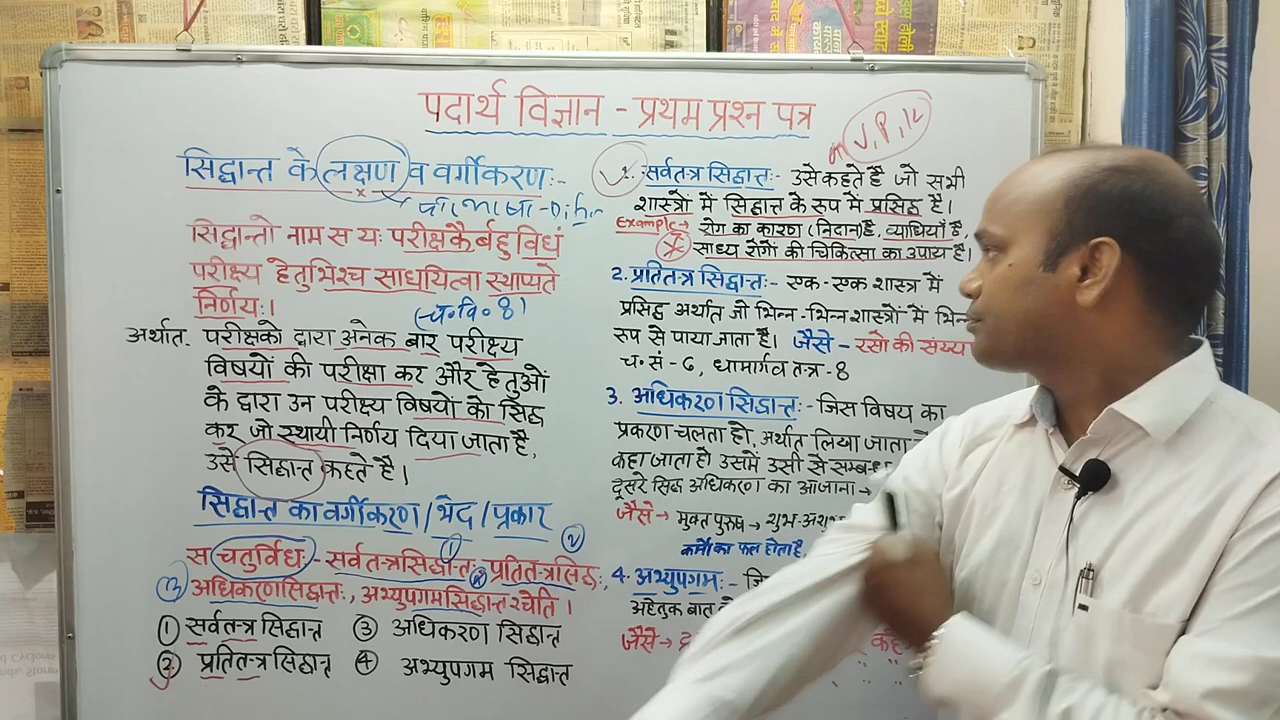 पदार्थ विज्ञान - प्रथम प्रश्न पत्र
सिद्धान्त के लक्षण व वर्गीकरण:-
सिद्धान्तो नाम स यः परीक्षकैर्बहुविधं
परीक्ष्य हेतुभिश्च साधयित्वा स्थाप्यते
निर्णयः।
(च.वि. 8)
अर्थात. परीक्षको द्वारा अनेक बार परीक्ष्य
विषयों की परीक्षा कर और हेतुओं
के द्वारा उन परीक्ष्य विषयों को सिद्ध
कर जो स्थायी निर्णय दिया जाता है,
उसे सिद्धान्त कहते है।
सिद्धान्त का वर्गीकरण / भेद / प्रकार
स चतुर्विधः - सर्वतन्त्रसिद्धान्तः, प्रतितन्त्रसिद्धः,
अधिकरणसिद्धान्तः, अभ्युपगमसिद्धान्तश्चेति।
① सर्वतन्त्र सिद्धान्त ③ अधिकरण सिद्धान्त
② प्रतितन्त्र सिद्धान्त ④ अभ्युपगम सिद्धान्त
1. सर्वतन्त्र सिद्धान्तः- उसे कहते है जो सभी
शास्त्रों में सिद्धान्त के रूप में प्रसिद्ध है।
Example→ रोग का कारण (निदान) है, व्याधियाँ है,
साध्य रोगों की चिकित्सा का उपाय है।
2. प्रतितन्त्र सिद्धान्तः- एक-एक शास्त्र में
प्रसिद्ध अर्थात जो भिन्न-भिन्न शास्त्रों में भिन्न
रूप से पाया जाता है। जैसे - रसो की संख्या
च. सं - 6, धामार्गव तन्त्र - 8
3. अधिकरण सिद्धान्तः- जिस विषय का
प्रकरण चलता हो, अर्थात लिया जाता
कहा जाता हो उसमें उसी से सम्बन्ध
दूसरे सिद्ध अधिकरण का आजाना →
जैसे → मुक्त पुरुष → शुभ-अशुभ
कर्मो का फल होता है,
4. अभ्युपगमः-
अहेतुक बात
जैसे →